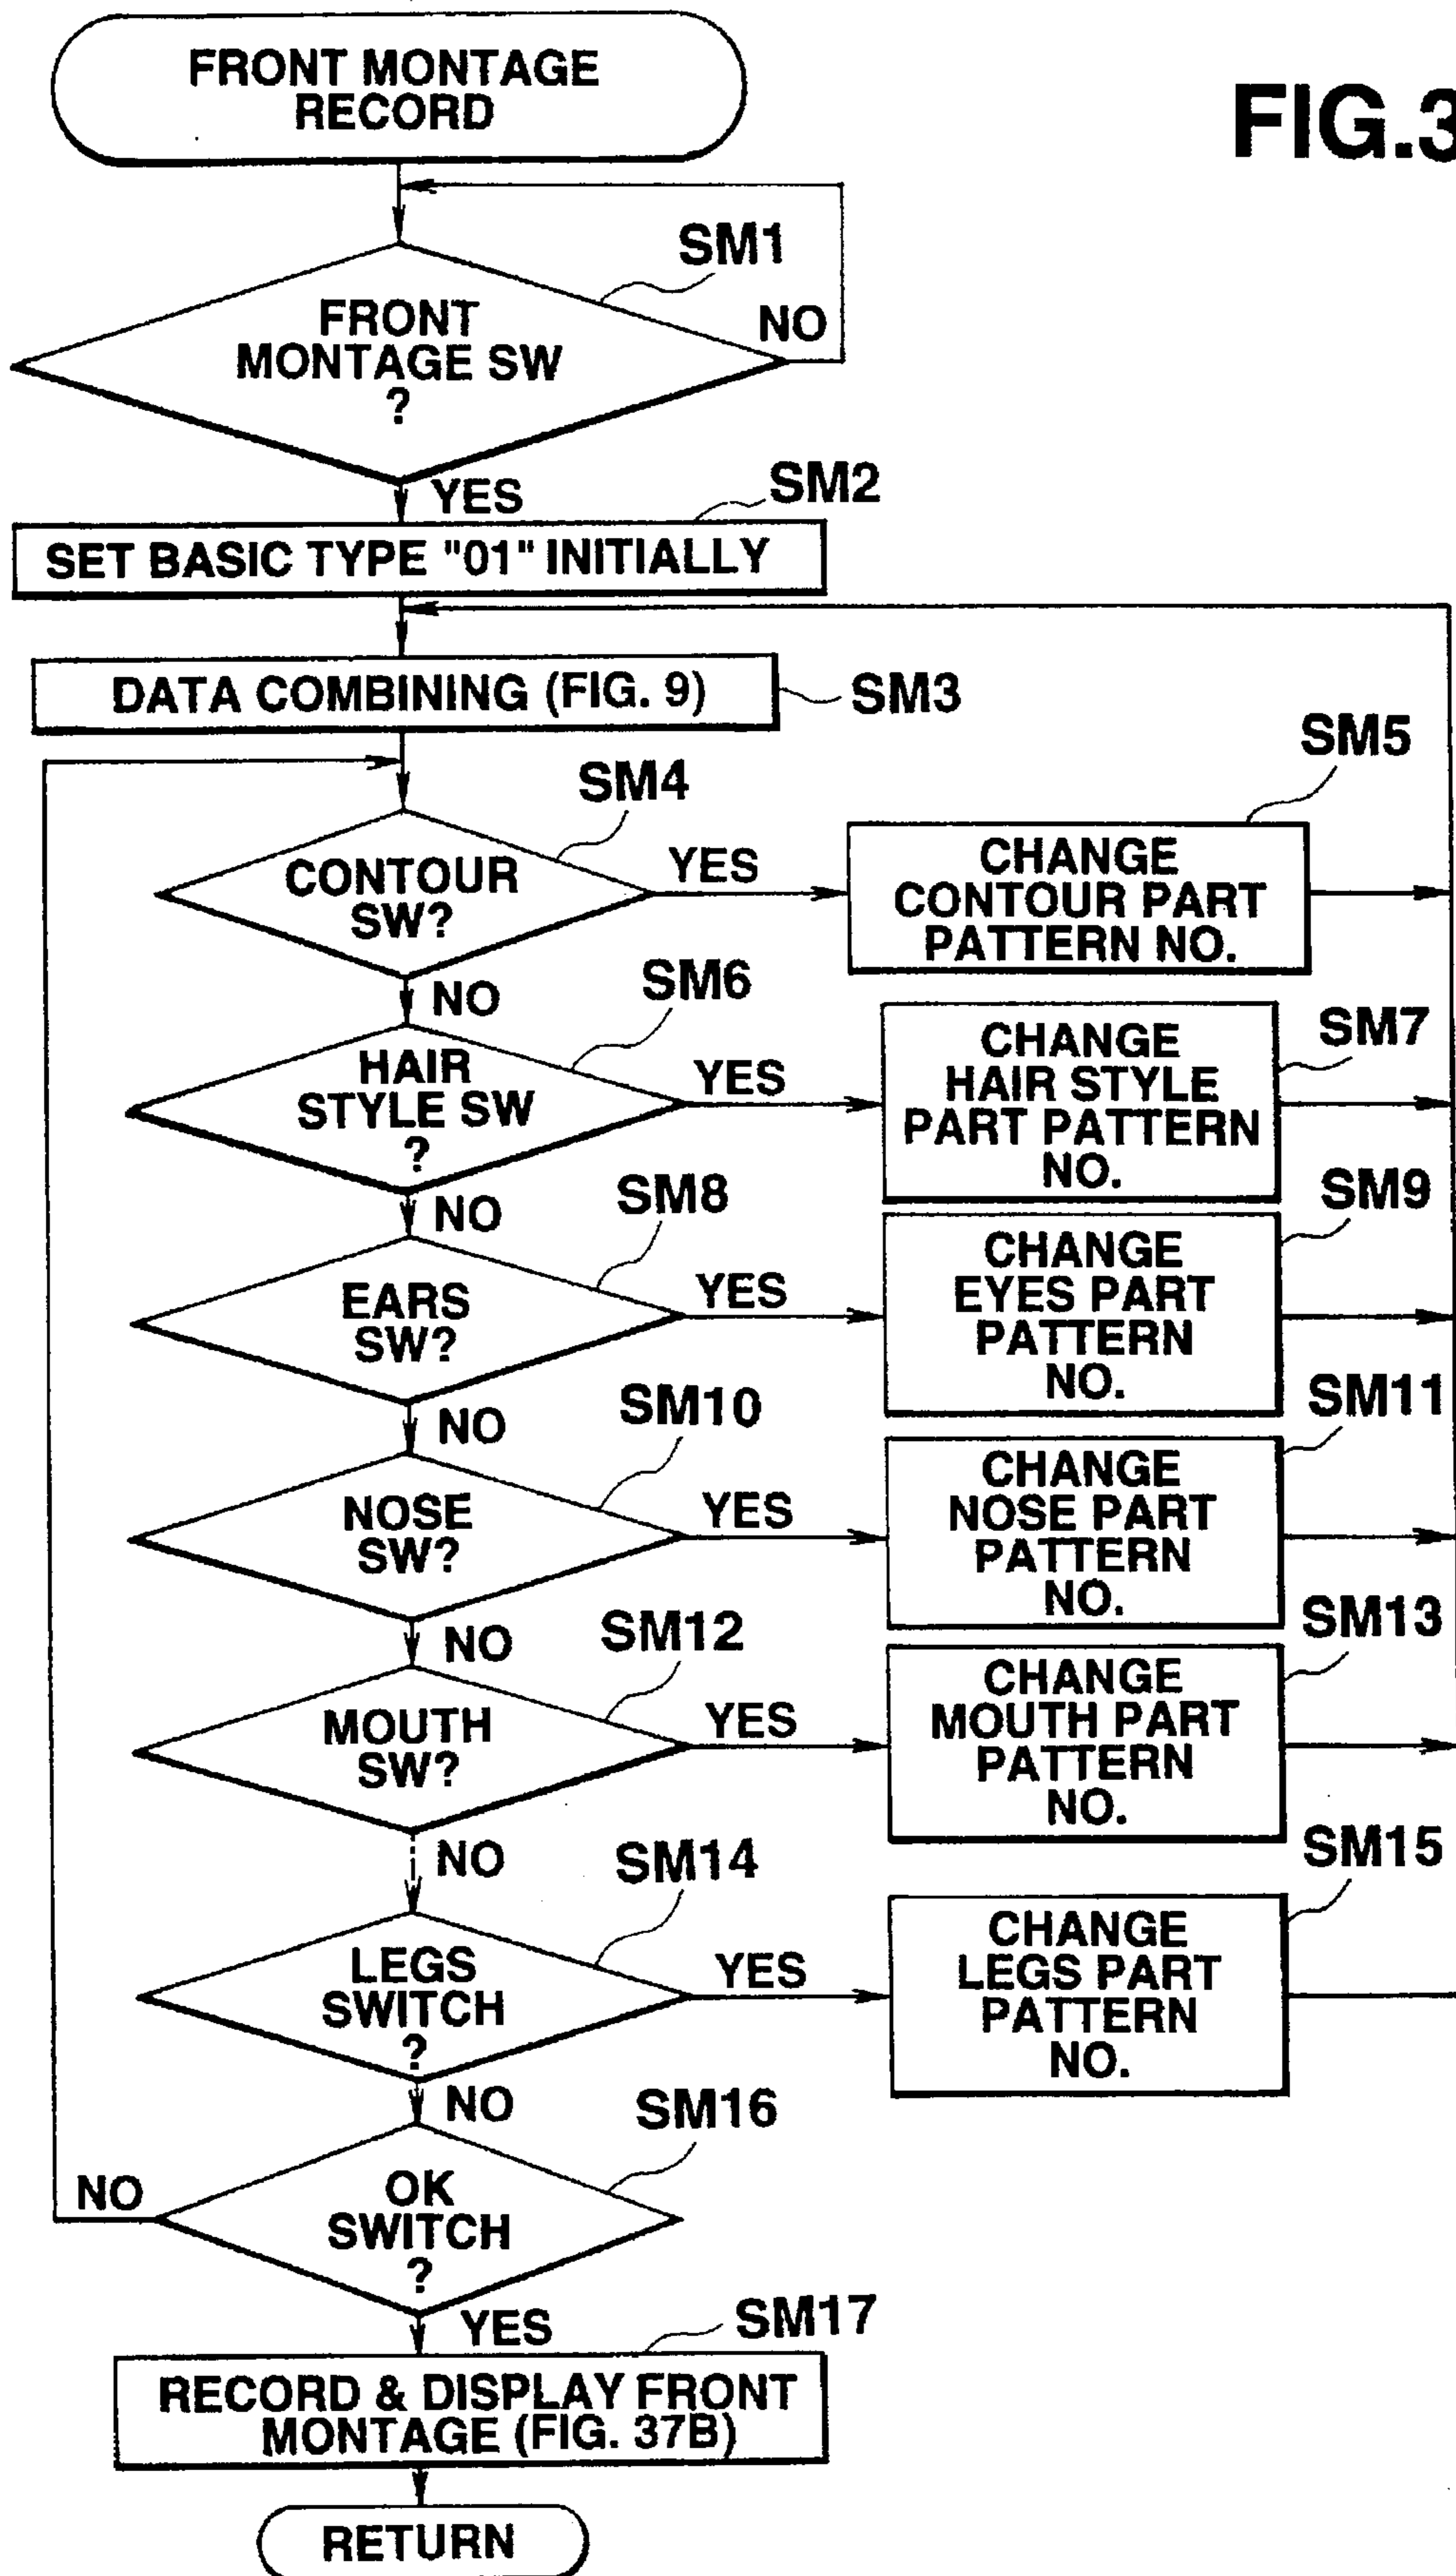 FRONT MONTAGE
RECORD
FIG.3
SM1
FRONT
MONTAGE SW
?
NO
YES
SM2
SET BASIC TYPE "01" INITIALLY
DATA COMBINING (FIG. 9)
SM3
SM4
CONTOUR
SW?
YES
SM5
CHANGE
CONTOUR PART
PATTERN NO.
NO
SM6
HAIR
STYLE SW
?
YES
SM7
CHANGE
HAIR STYLE
PART PATTERN
NO.
NO
SM8
EARS
SW?
YES
SM9
CHANGE
EYES PART
PATTERN
NO.
NO
SM10
NOSE
SW?
YES
SM11
CHANGE
NOSE PART
PATTERN
NO.
NO
SM12
MOUTH
SW?
YES
SM13
CHANGE
MOUTH PART
PATTERN
NO.
NO
SM14
LEGS
SWITCH
?
YES
SM15
CHANGE
LEGS PART
PATTERN
NO.
NO
SM16
OK
SWITCH
?
NO
YES
SM17
RECORD & DISPLAY FRONT
MONTAGE (FIG. 37B)
RETURN